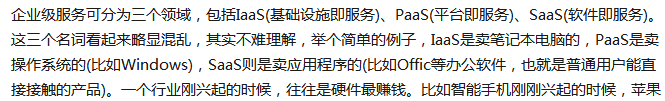 企业级服务可分为三个领域，包括IaaS(基础设施即服务)、PaaS(平台即服务)、SaaS(软件即服务)。
这三个名词看起来略显混乱，其实不难理解，举个简单的例子，IaaS是卖笔记本电脑的，PaaS是卖
操作系统的(比如Windows)，SaaS则是卖应用程序的(比如Offic等办公软件，也就是普通用户能直
接接触的产品)。一个行业刚兴起的时候，往往是硬件最赚钱。比如智能手机刚刚兴起的时候，苹果